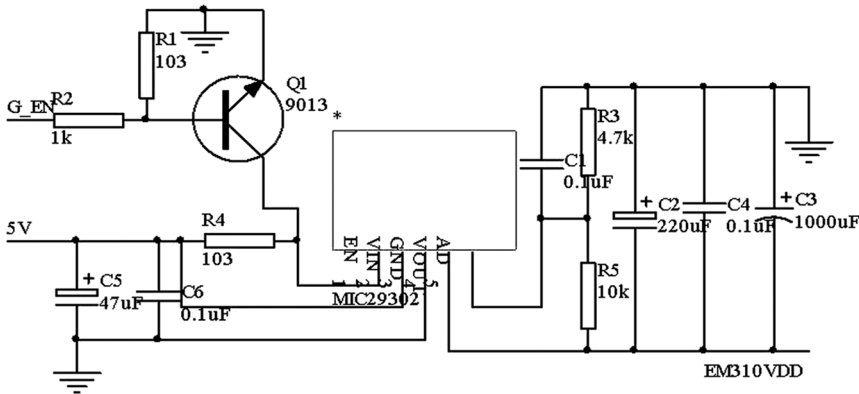 R1
103
Q1
9013
G_EN
R2
1k
*
R3
4.7k
C1
0.1uF
5V
R4
103
C2
220uF
C4
0.1uF
C3
1000uF
EN
VIN
GND
VOUT
AD
1
2
3
4
5
MIC29302
C5
47uF
C6
0.1uF
R5
10k
EM310VDD